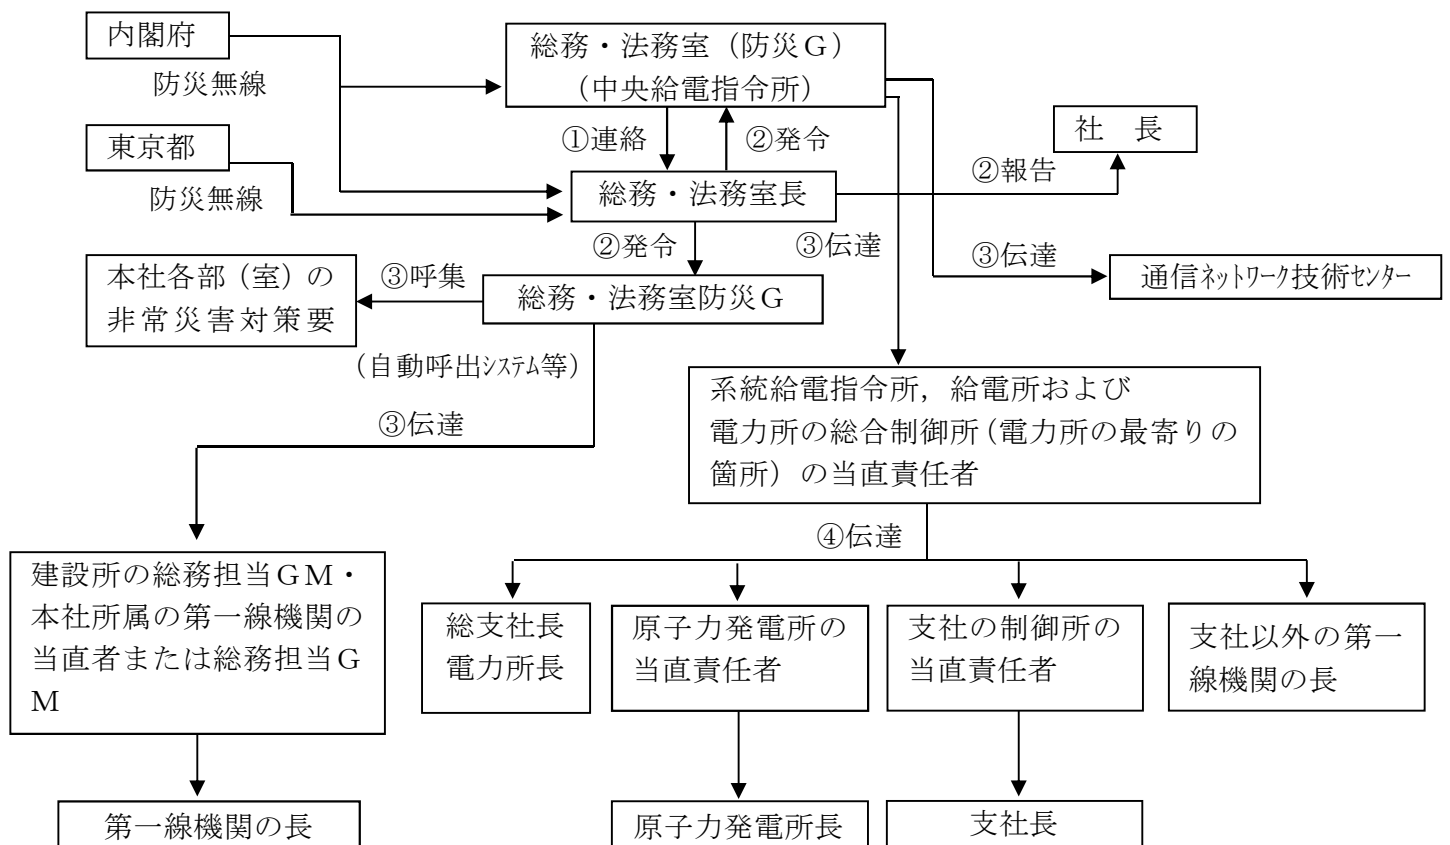 内閣府
防災無線
東京都
防災無線
総務・法務室（防災Ｇ）
（中央給電指令所）
①連絡
②発令
総務・法務室長
社　長
②報告
②発令
③伝達
③伝達
通信ﾈｯﾄﾜｰｸ技術ｾﾝﾀｰ
本社各部（室）の
非常災害対策要
③呼集
総務・法務室防災Ｇ
（自動呼出ｼｽﾃﾑ等）
③伝達
系統給電指令所，給電所および
電力所の総合制御所（電力所の最寄りの
箇所）の当直責任者
④伝達
建設所の総務担当ＧＭ・
本社所属の第一線機関の
当直者または総務担当Ｇ
Ｍ
総支社長
電力所長
原子力発電所の
当直責任者
支社の制御所の
当直責任者
支社以外の第一
線機関の長
第一線機関の長
原子力発電所長
支社長